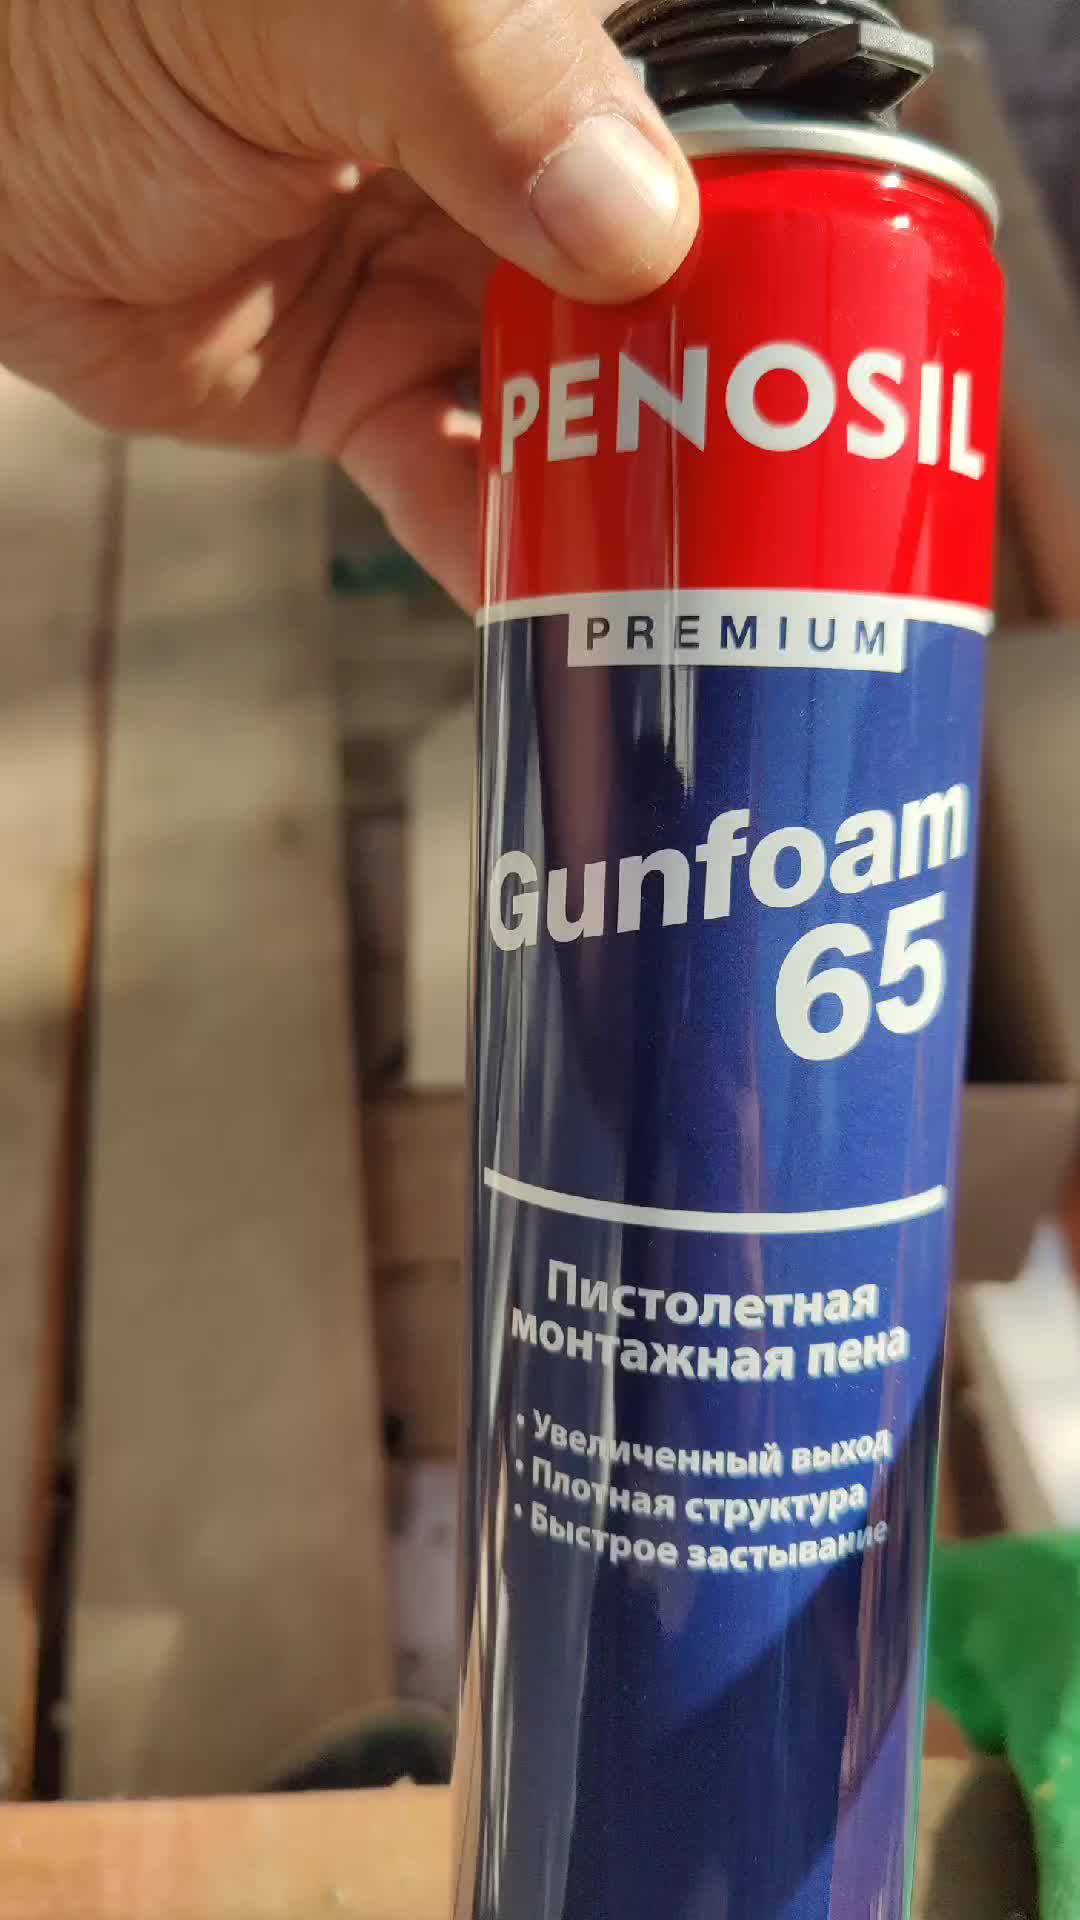 PENOSIL
PREMIUM
Gunfoam
65
Пистолетная
монтажная пена
• Увеличенный выход
• Плотная структура
• Быстрое застывание